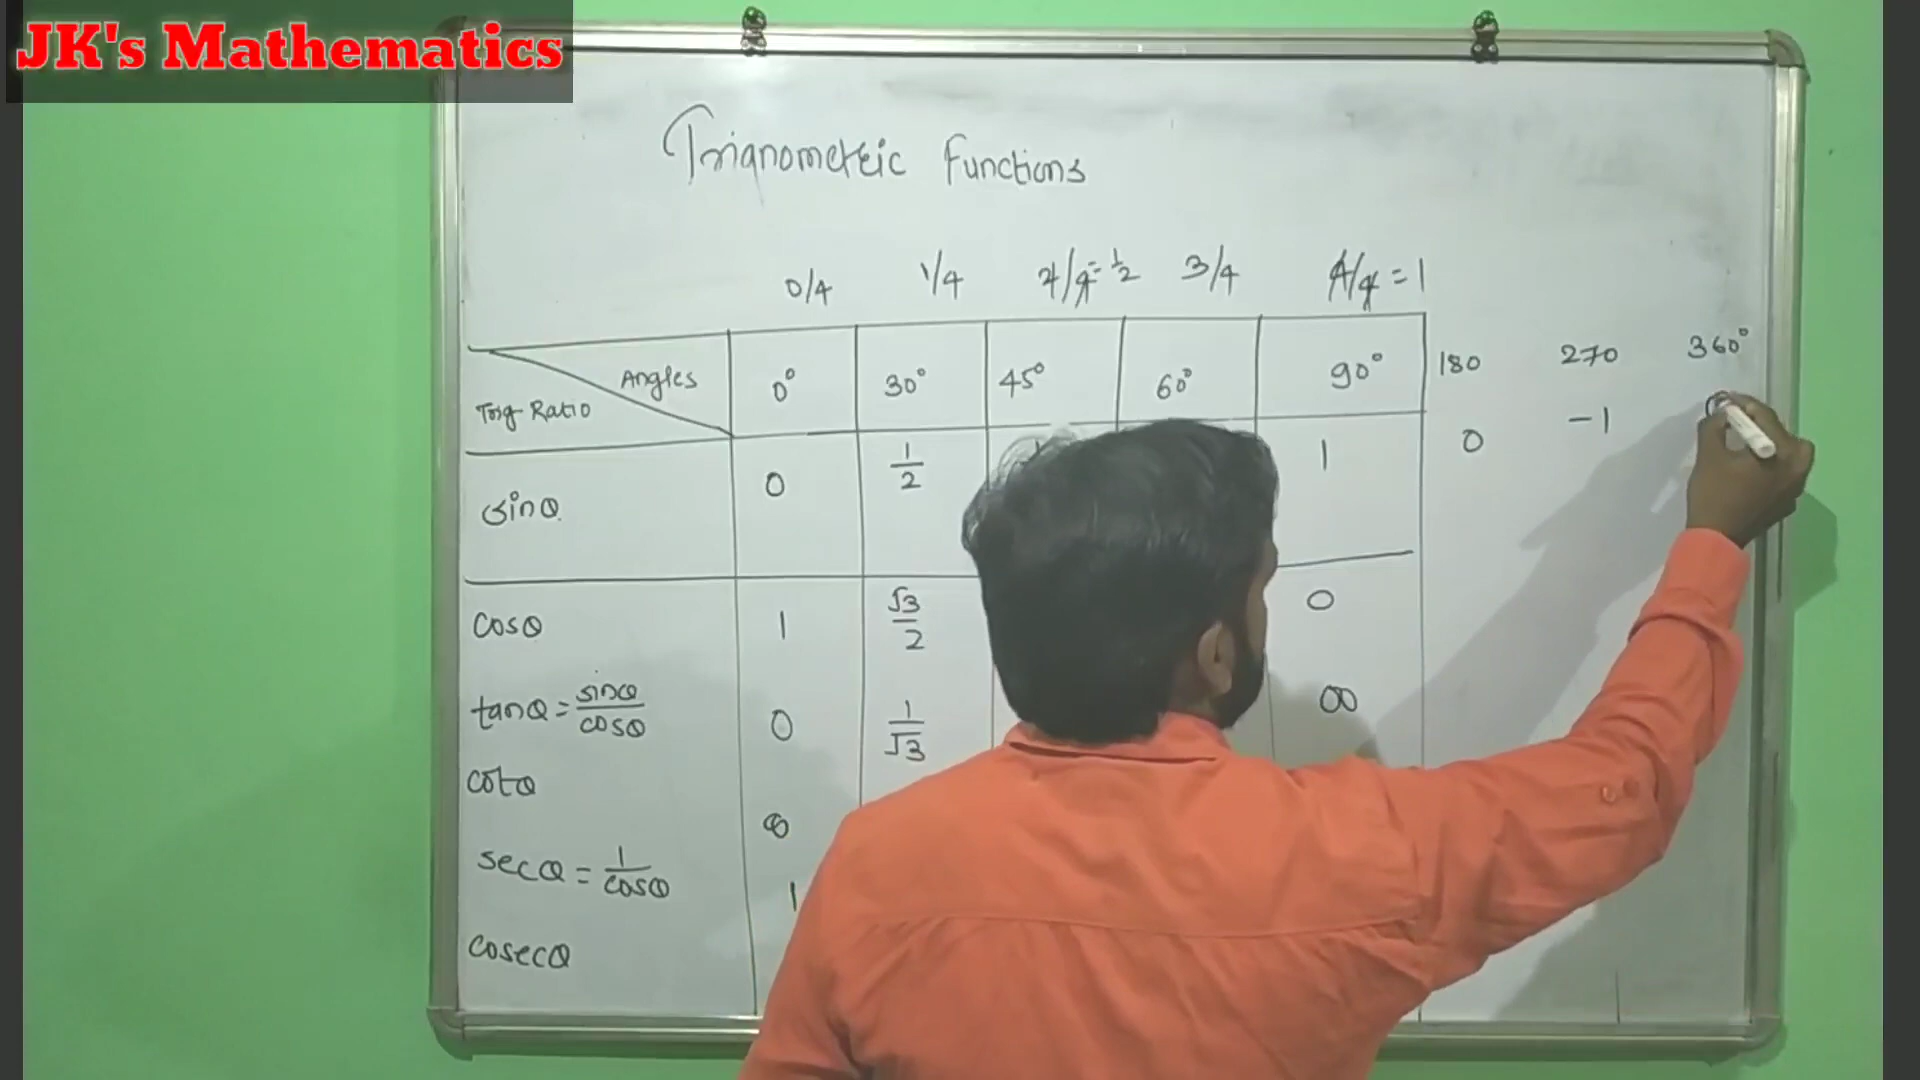 JK's Mathematics
Trignometric Functions
0/4 1/4 2/4=1/2 3/4 4/4=1
Angles
Trig Ratio
0° 30° 45° 60° 90° 180 270 360°
sinθ 0 1/2 1 0 -1
cosθ 1 √3/2 0
tanθ = sinθ/cosθ 0 1/√3 ∞
cotθ ∞
secθ = 1/cosθ 1
cosecθ